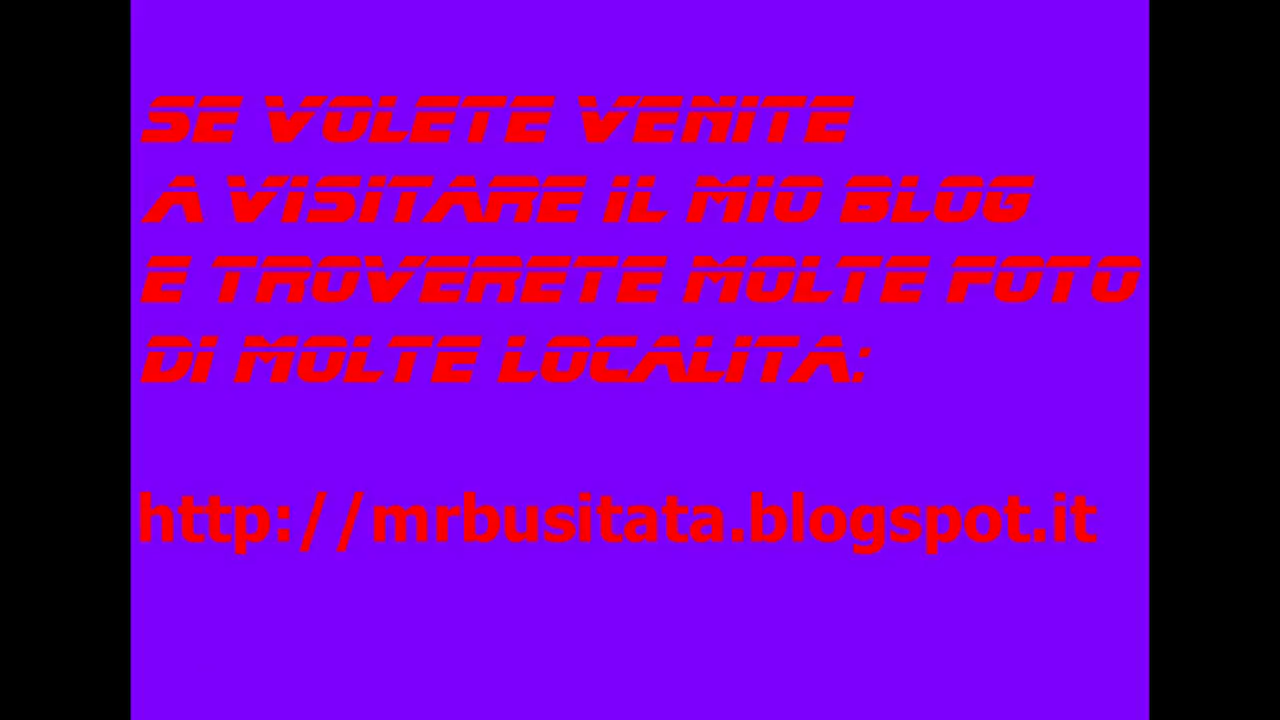 SE VOLETE VENITE
A VISITARE IL MIO BLOG
E TROVERETE MOLTE FOTO
DI MOLTE LOCALITA:
http://mrbusitata.blogspot.it